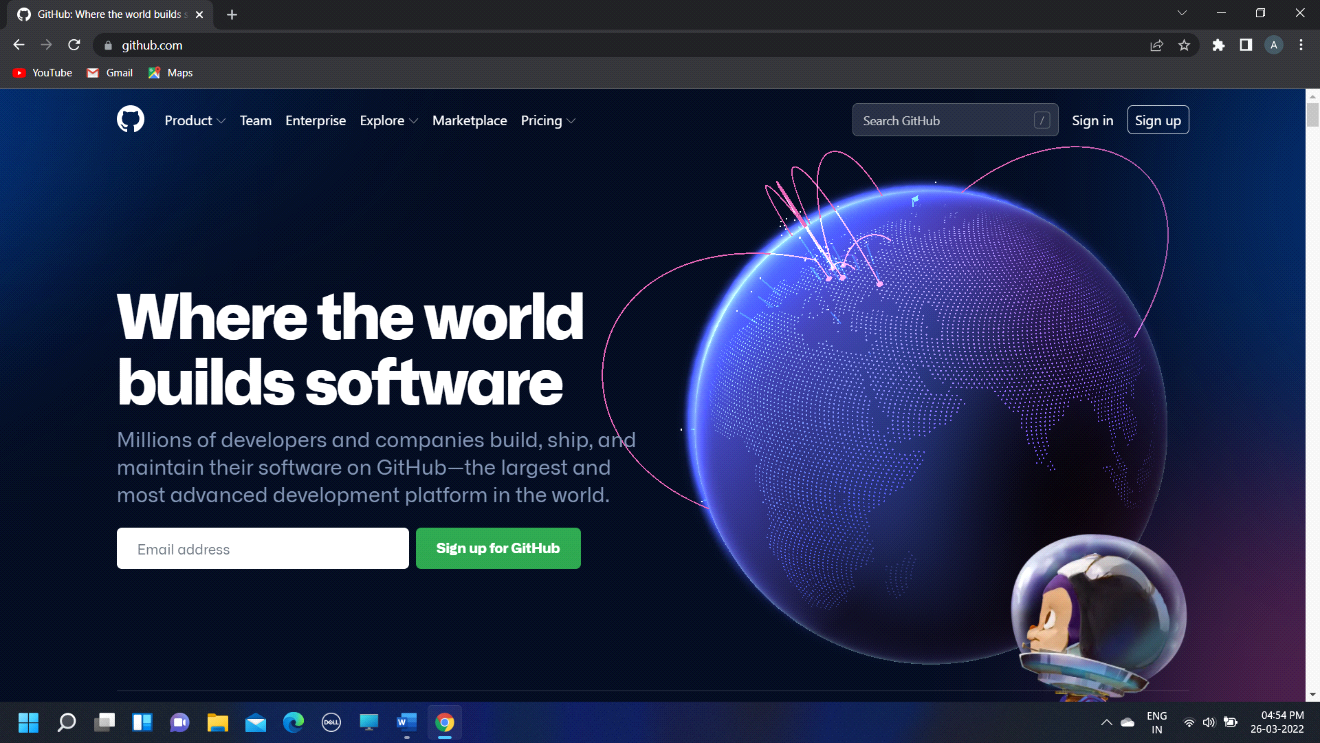 GitHub: Where the world builds s
github.com
A
YouTube Gmail Maps
Product Team Enterprise Explore Marketplace Pricing Search GitHub / Sign in Sign up
Where the world
builds software
Millions of developers and companies build, ship, and
maintain their software on GitHub—the largest and
most advanced development platform in the world.
Email address Sign up for GitHub
DELL
W
ENG
IN
04:54 PM
26-03-2022